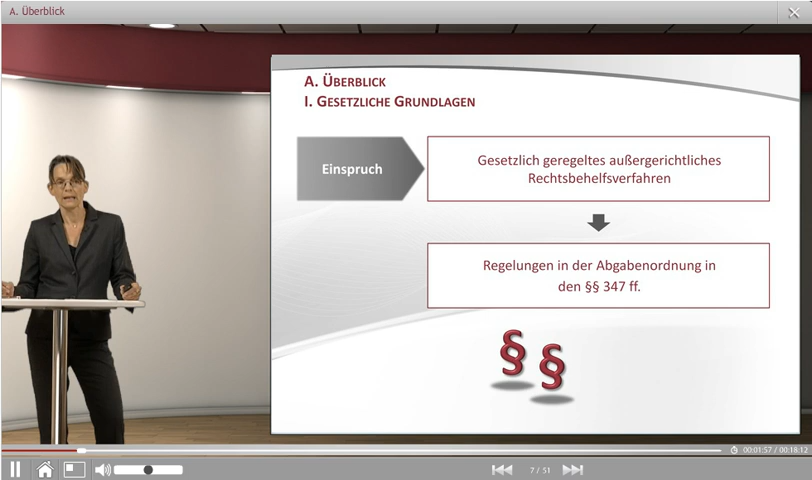 A. Überblick
A. ÜBERBLICK
I. GESETZLICHE GRUNDLAGEN
Einspruch
Gesetzlich geregeltes außergerichtliches
Rechtsbehelfsverfahren
Regelungen in der Abgabenordnung in
den §§ 347 ff.
§ §
00:01:57 / 00:18:12
7 / 51